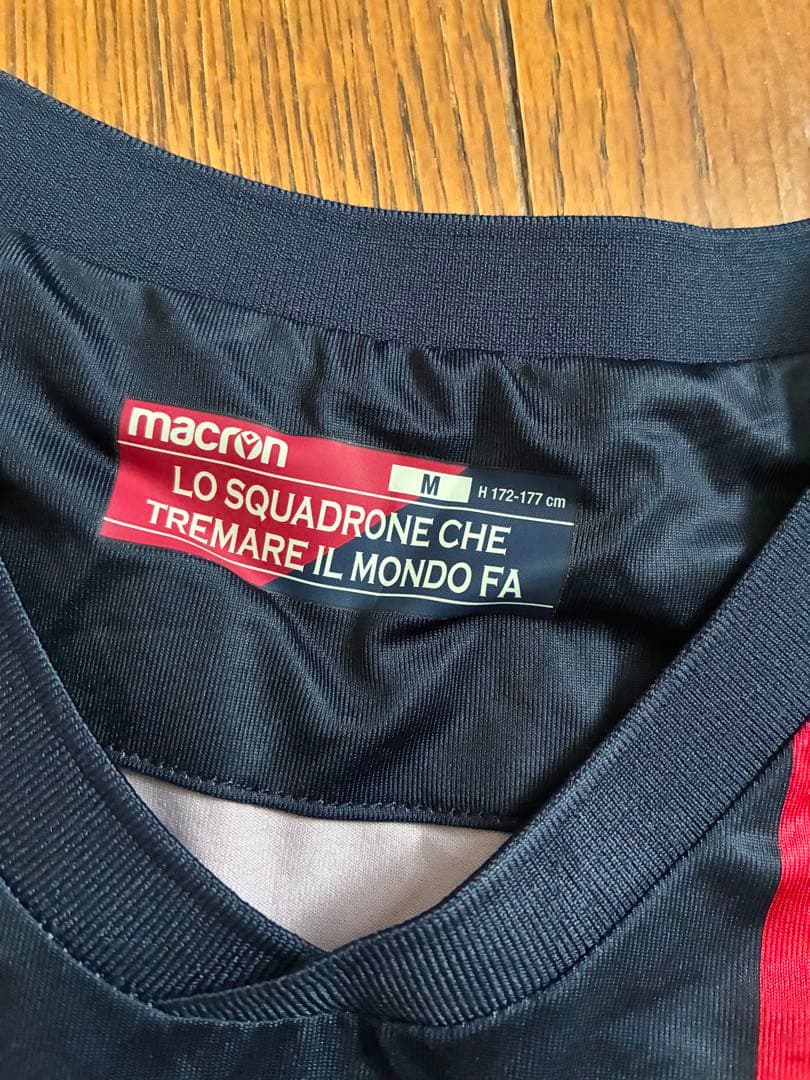 macron
M H 172-177 cm
LO SQUADRONE CHE
TREMARE IL MONDO FA